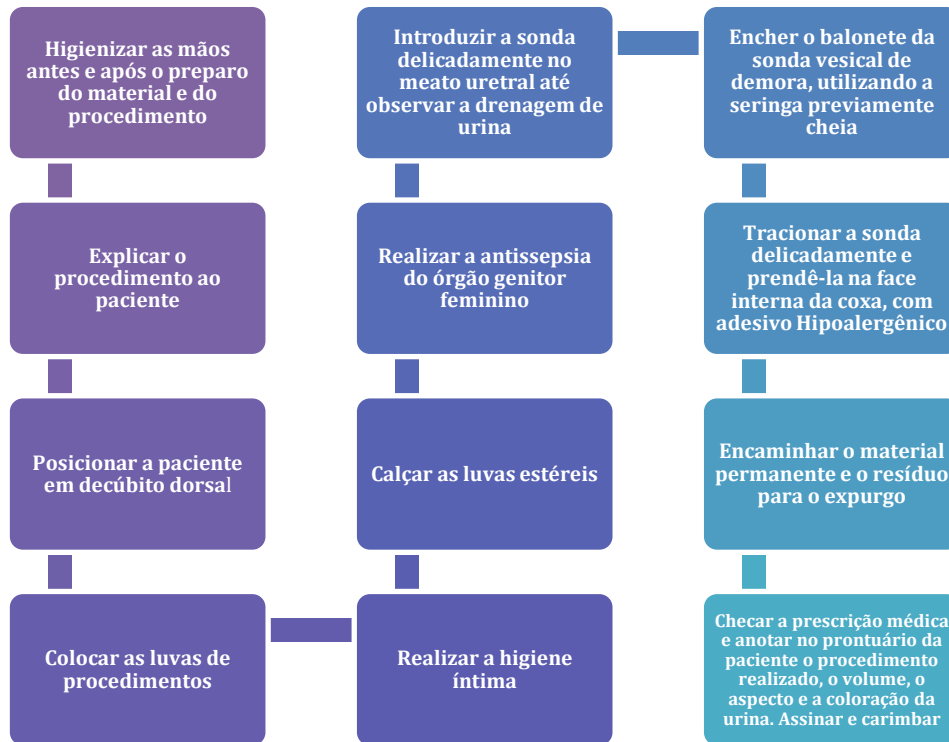 Higienizar as mãos
antes e após o preparo
do material e do
procedimento
Explicar o
procedimento ao
paciente
Posicionar a paciente
em decúbito dorsal
Colocar as luvas de
procedimentos
Realizar a higiene
íntima
Calçar as luvas estéreis
Realizar a antissepsia
do órgão genitor
feminino
Introduzir a sonda
delicadamente no
meato uretral até
observar a drenagem de
urina
Encher o balonete da
sonda vesical de
demora, utilizando a
seringa previamente
cheia
Tracionar a sonda
delicadamente e
prendê-la na face
interna da coxa, com
adesivo Hipoalergênico
Encaminhar o material
permanente e o resíduo
para o expurgo
Checar a prescrição médica
e anotar no prontuário da
paciente o procedimento
realizado, o volume, o
aspecto e a coloração da
urina. Assinar e carimbar